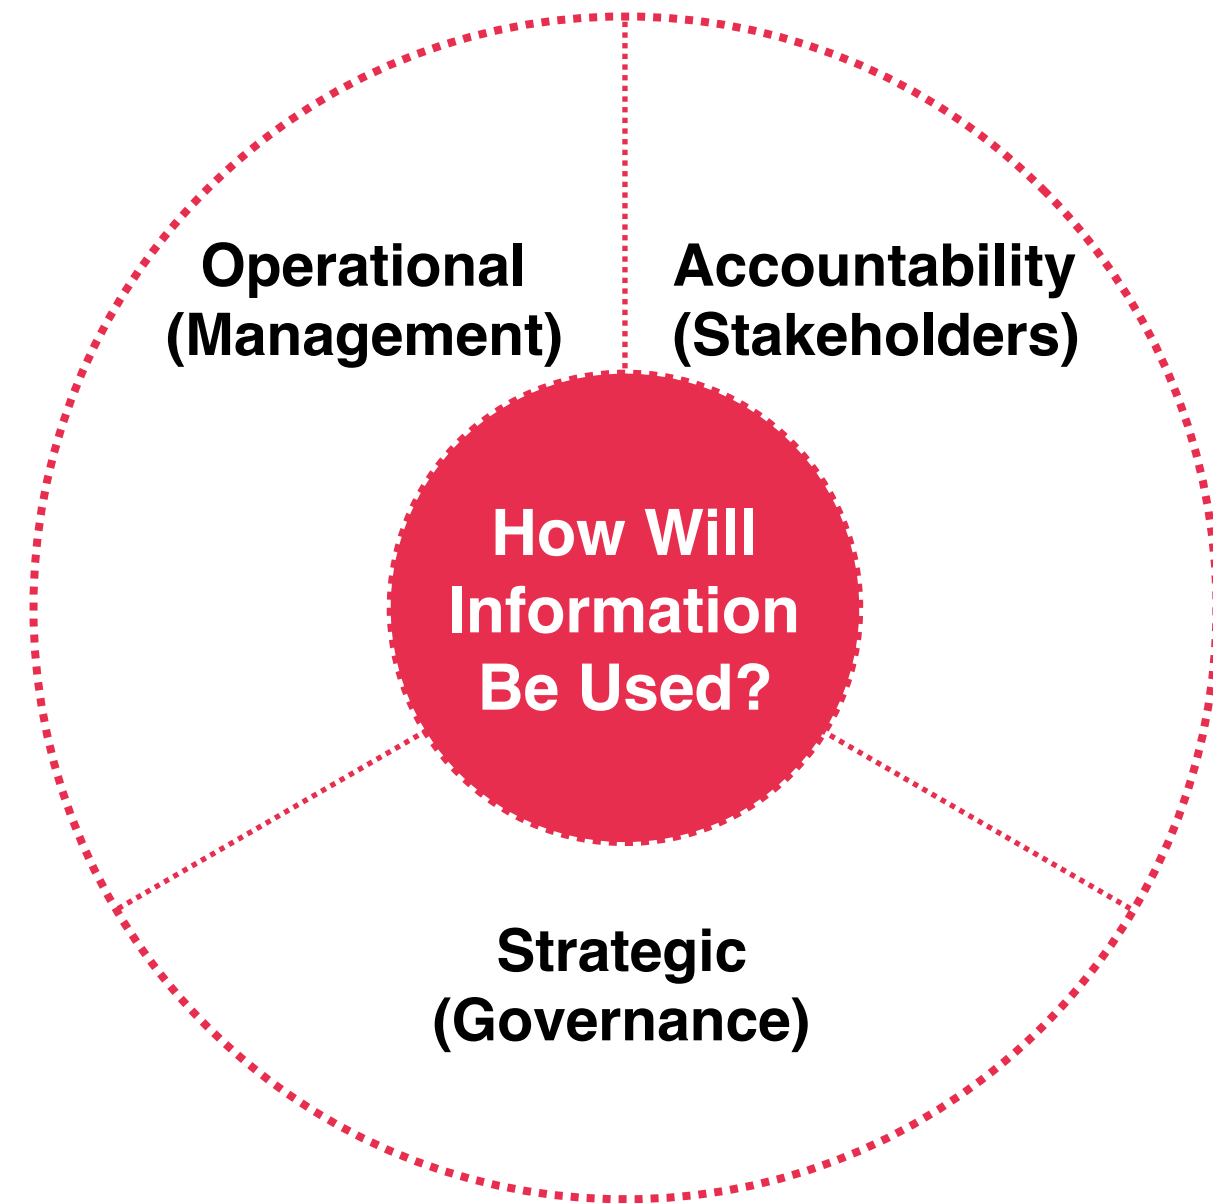 Operational
(Management)
Accountability
(Stakeholders)
How Will
Information
Be Used?
Strategic
(Governance)